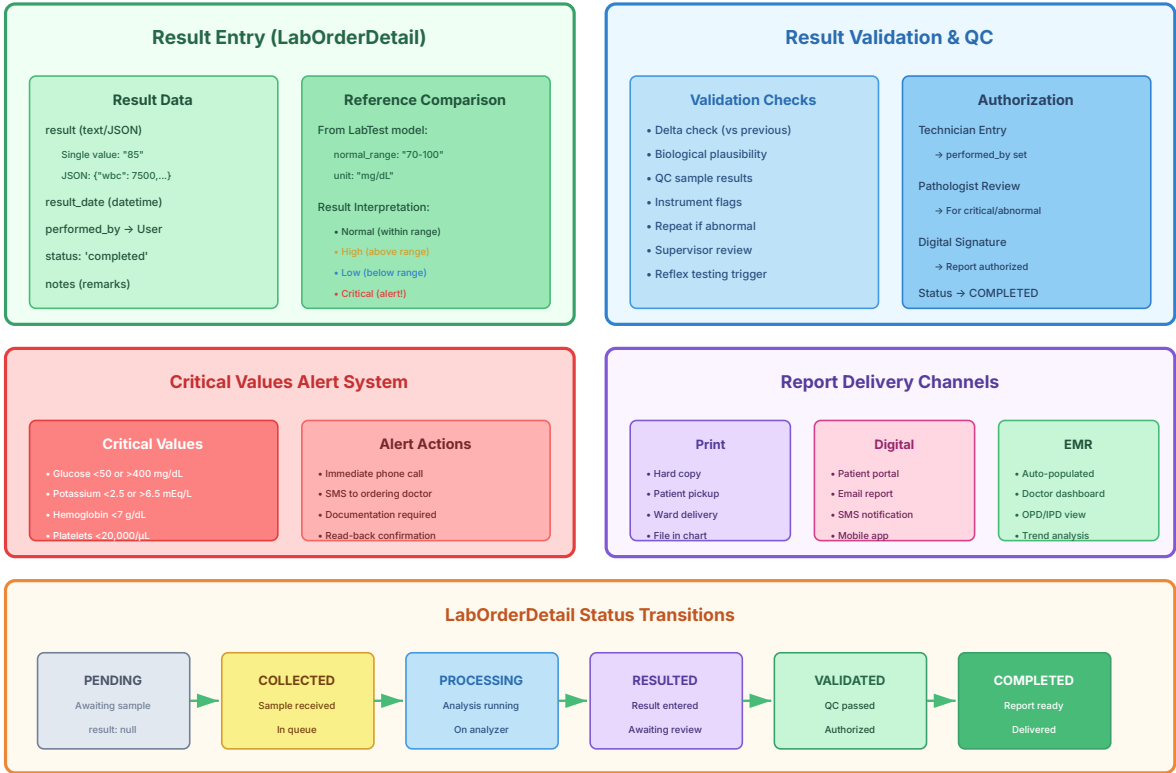 Result Entry (LabOrderDetail)
Result Data
result (text/JSON)
Single value: "85"
JSON: {"wbc": 7500,...}
result_date (datetime)
performed_by → User
status: 'completed'
notes (remarks)
Reference Comparison
From LabTest model:
normal_range: "70-100"
unit: "mg/dL"
Result Interpretation:
• Normal (within range)
• High (above range)
• Low (below range)
• Critical (alert!)
Result Validation & QC
Validation Checks
• Delta check (vs previous)
• Biological plausibility
• QC sample results
• Instrument flags
• Repeat if abnormal
• Supervisor review
• Reflex testing trigger
Authorization
Technician Entry
→ performed_by set
Pathologist Review
→ For critical/abnormal
Digital Signature
→ Report authorized
Status → COMPLETED
Critical Values Alert System
Critical Values
• Glucose <50 or >400 mg/dL
• Potassium <2.5 or >6.5 mEq/L
• Hemoglobin <7 g/dL
• Platelets <20,000/μL
Alert Actions
• Immediate phone call
• SMS to ordering doctor
• Documentation required
• Read-back confirmation
Report Delivery Channels
Print
• Hard copy
• Patient pickup
• Ward delivery
• File in chart
Digital
• Patient portal
• Email report
• SMS notification
• Mobile app
EMR
• Auto-populated
• Doctor dashboard
• OPD/IPD view
• Trend analysis
LabOrderDetail Status Transitions
PENDING
Awaiting sample
result: null
COLLECTED
Sample received
In queue
PROCESSING
Analysis running
On analyzer
RESULTED
Result entered
Awaiting review
VALIDATED
QC passed
Authorized
COMPLETED
Report ready
Delivered